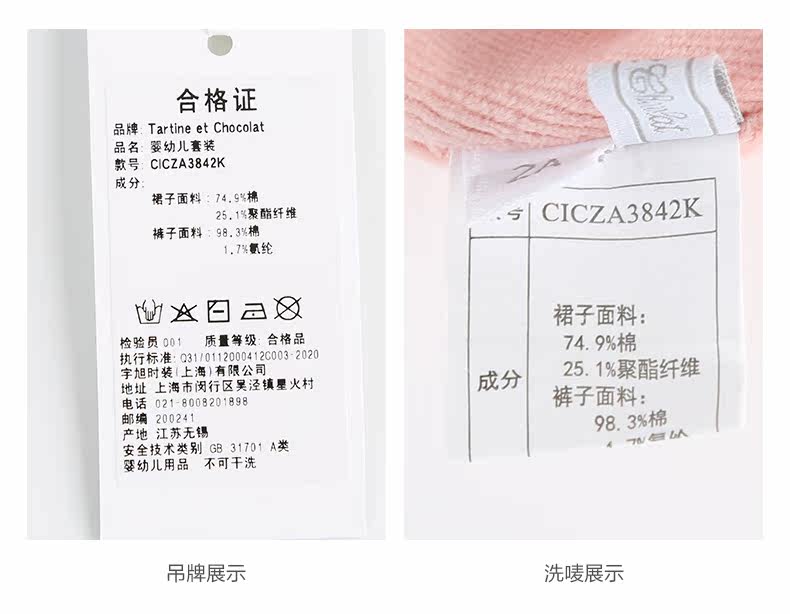 合格证
品牌: Tartine et Chocolat
品名: 婴幼儿套装
款号: CICZA3842K
成分:
裙子面料: 74.9%棉
25.1%聚酯纤维
裤子面料: 98.3%棉
1.7%氨纶
检验员 001 质量等级: 合格品
执行标准: Q31/0112000412C003-2020
宇旭时装(上海)有限公司
地址 上海市闵行区吴泾镇星火村
电话 021-8008201898
邮编 200241
产地 江苏无锡
安全技术类别 GB 31701 A类
婴幼儿用品 不可干洗
吊牌展示
号 CICZA3842K
成分
裙子面料:
74.9%棉
25.1%聚酯纤维
裤子面料:
98.3%棉
洗唛展示